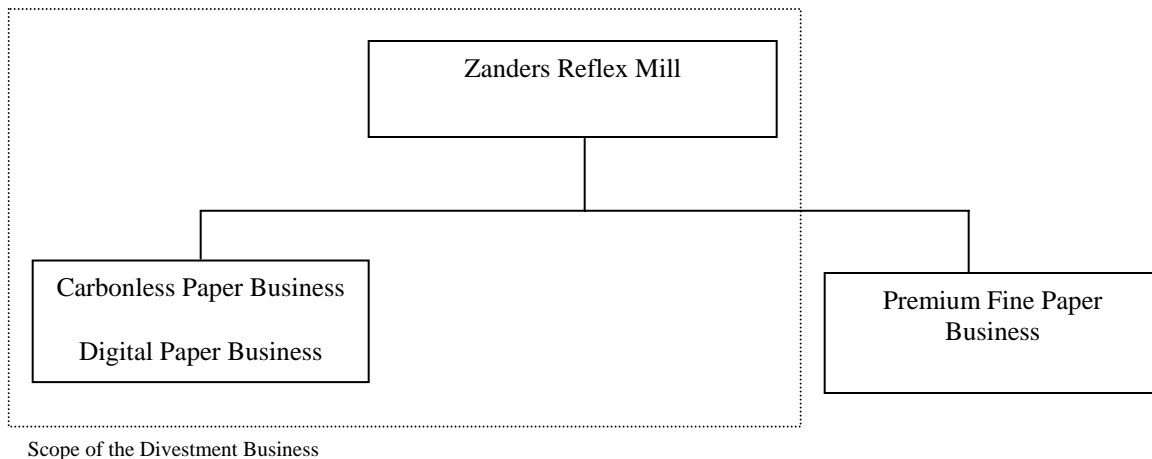 Zanders Reflex Mill
Carbonless Paper Business
Digital Paper Business
Premium Fine Paper
Business
Scope of the Divestment Business